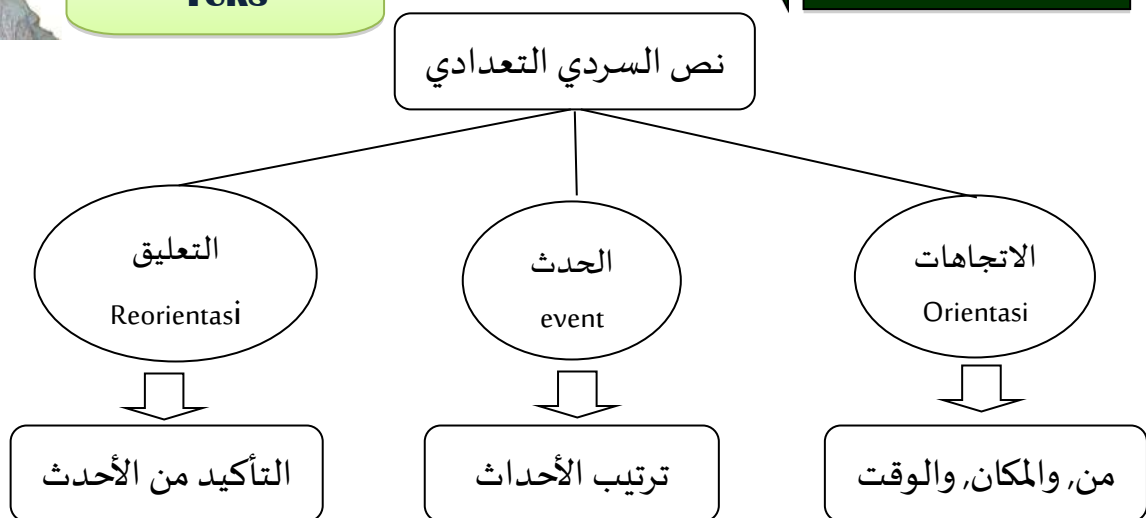 نص السردي التعدادي
الاتجاهات
Orientasi
الحدث
event
التعليق
Reorientasi
من, والمكان, والوقت
ترتيب الأحداث
التأكيد من الأحدث